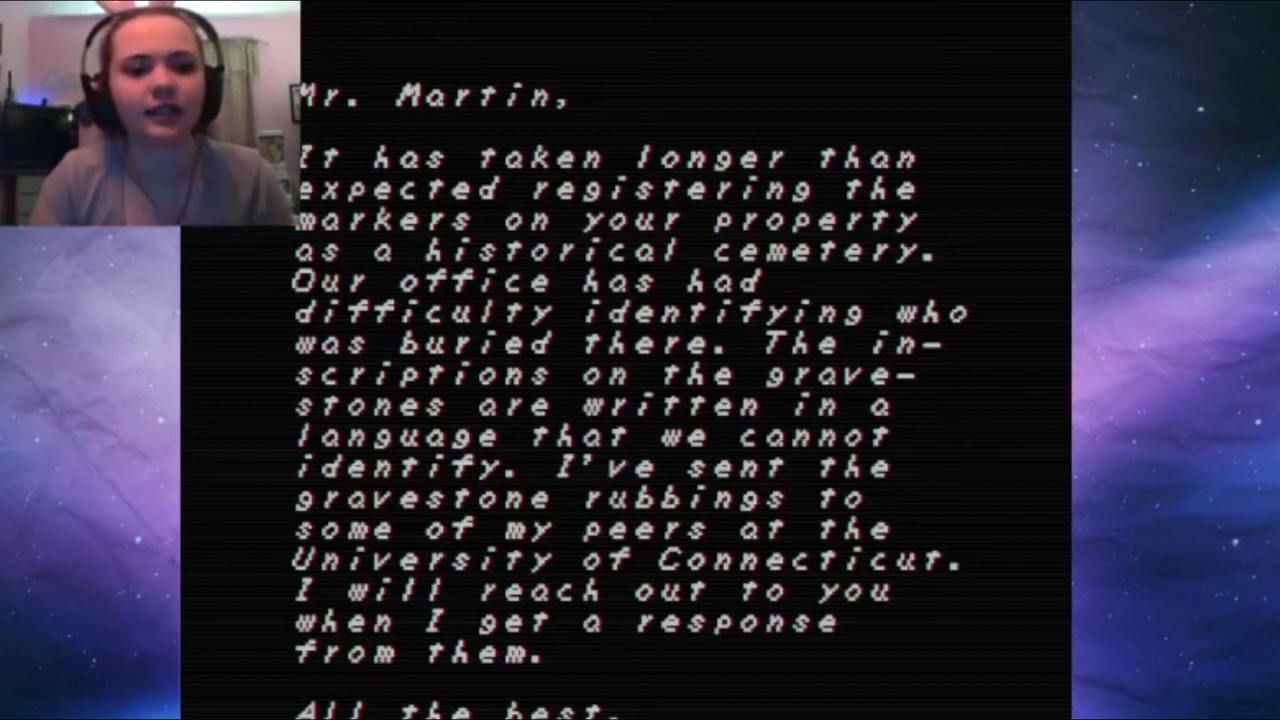 Mr. Martin,
It has taken longer than
expected registering the
markers on your property
as a historical cemetery.
Our office has had
difficulty identifying who
was buried there. The in-
scriptions on the grave-
stones are written in a
language that we cannot
identify. I've sent the
gravestone rubbings to
some of my peers at the
University of Connecticut.
I will reach out to you
when I get a response
from them.
All the best,